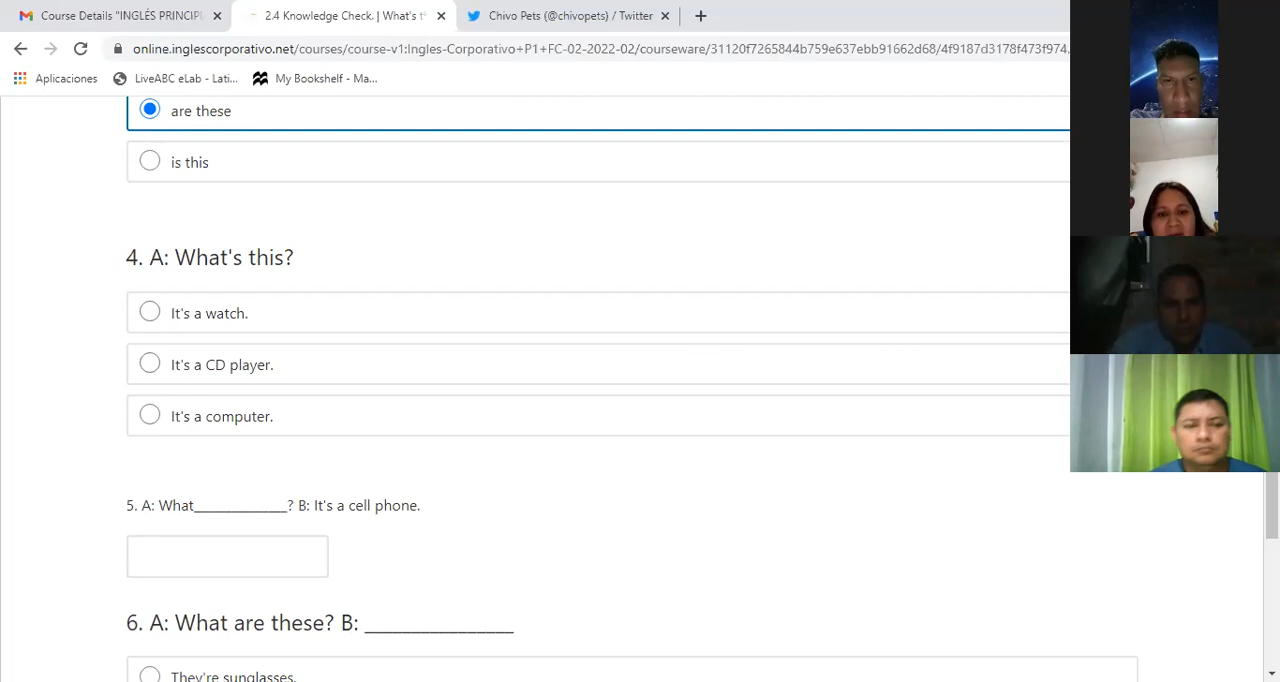 Course Details "INGLÉS PRINCIPI
2.4 Knowledge Check. | What's t
Chivo Pets (@chivopets) / Twitter
online.inglescorporativo.net/courses/course-v1:Ingles-Corporativo+P1+FC-02-2022-02/courseware/31120f7265844b759e637ebb91662d68/4f9187d3178f473f974.
Aplicaciones
LiveABC eLab - Lati...
My Bookshelf - Ma...
are these
is this
4. A: What's this?
It's a watch.
It's a CD player.
It's a computer.
5. A: What_____________? B: It's a cell phone.
6. A: What are these? B: ________________
They're sunglasses.